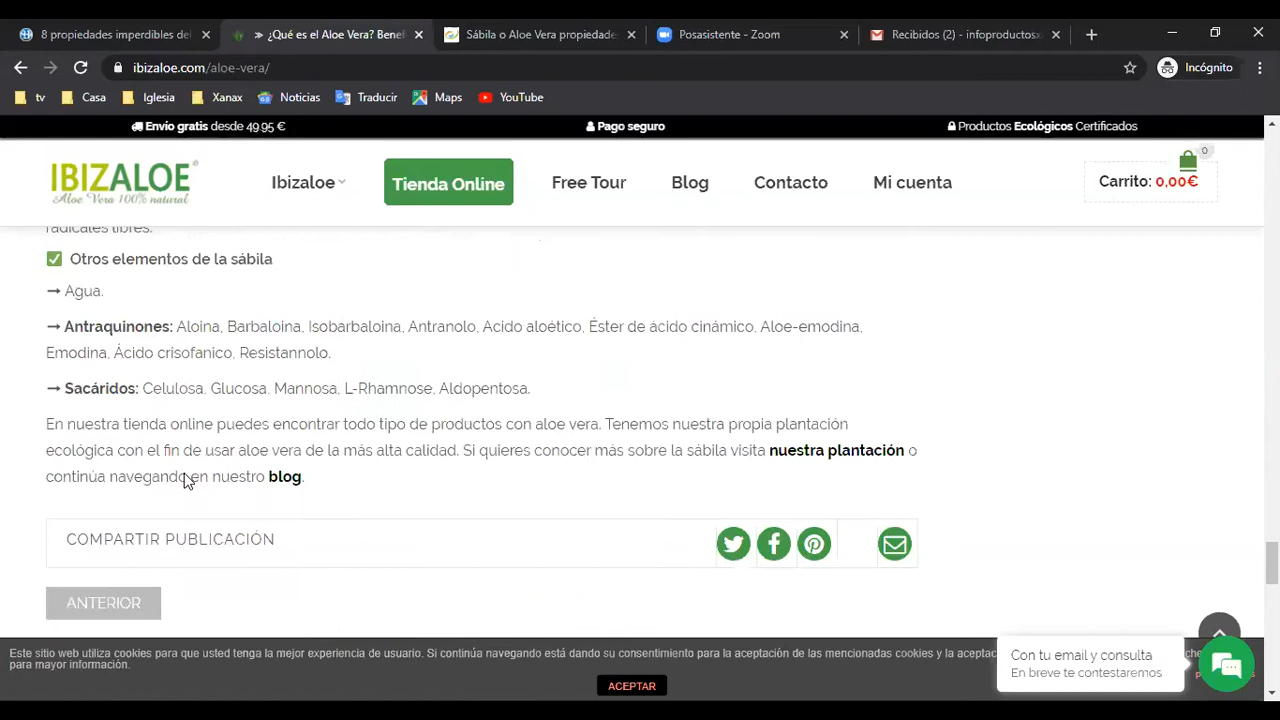 8 propiedades imperdibles del
» ¿Qué es el Aloe Vera? Benef
Sábila o Aloe Vera propiedades
Posasistente - Zoom
Recibidos (2) - infoproductosx
ibizaloe.com/aloe-vera/
Incógnito
tv
Casa
Iglesia
Xanax
Noticias
Traducir
Maps
YouTube
Envío gratis desde 49.95 €
Pago seguro
Productos Ecológicos Certificados
IBIZALOE®
Aloe Vera 100% natural
Ibizaloe
Tienda Online
Free Tour
Blog
Contacto
Mi cuenta
0
Carrito: 0,00€
radicales libres.
Otros elementos de la sábila
→ Agua.
→ Antraquinones: Aloina, Barbaloina, Isobarbaloina, Antranolo, Acido aloético, Éster de ácido cinámico, Aloe-emodina,
Emodina, Ácido crisofanico, Resistannolo.
→ Sacáridos: Celulosa, Glucosa, Mannosa, L-Rhamnose, Aldopentosa.
En nuestra tienda online puedes encontrar todo tipo de productos con aloe vera. Tenemos nuestra propia plantación
ecológica con el fin de usar aloe vera de la más alta calidad. Si quieres conocer más sobre la sábila visita nuestra plantación o
continúa navegando en nuestro blog.
COMPARTIR PUBLICACIÓN
ANTERIOR
Este sitio web utiliza cookies para que usted tenga la mejor experiencia de usuario. Si continúa navegando está dando su consentimiento para la aceptación de las mencionadas cookies y la aceptac
para mayor información.
ACEPTAR
Con tu email y consulta
En breve te contestaremos